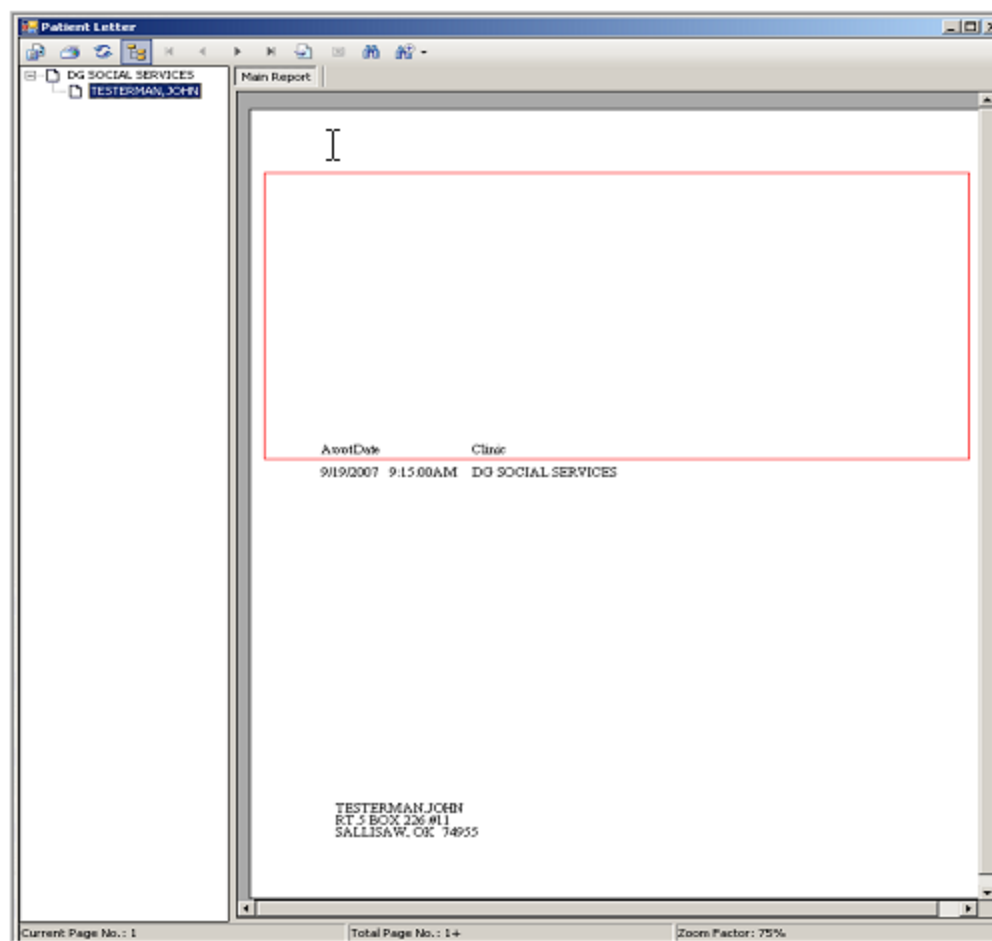 Patient Letter
DG SOCIAL SERVICES
TESTERMAN,JOHN
Main Report
ApptDate Clinic
9/19/2007 9:15:00AM DG SOCIAL SERVICES
TESTERMAN,JOHN
RT 5 BOX 226 #11
SALLISAW, OK 74955
Current Page No.: 1
Total Page No.: 1+
Zoom Factor: 75%